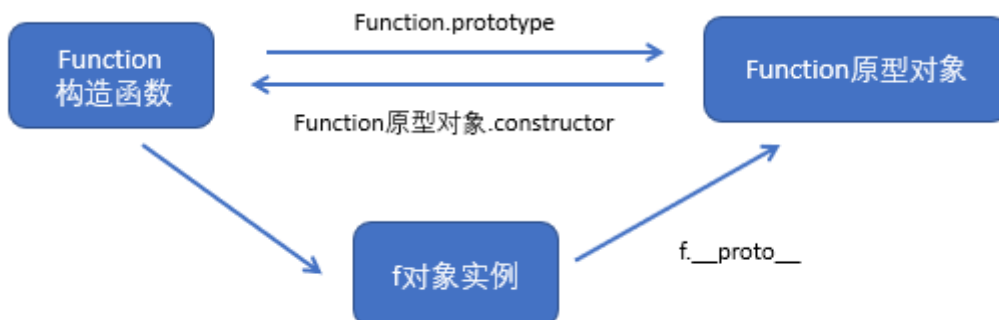 Function.prototype
Function
构造函数
Function原型对象
Function原型对象.constructor
f.__proto__
f对象实例